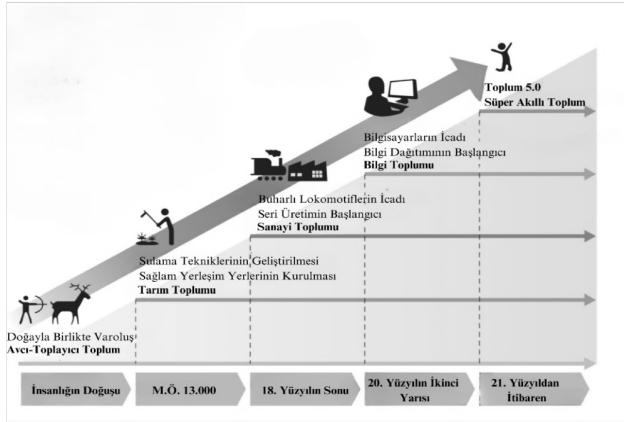 Toplum 5.0
Süper Akıllı Toplum
Bilgisayarların İcadı
Bilgi Dağıtımının Başlangıcı
Bilgi Toplumu
Buharlı Lokomotiflerin İcadı
Seri Üretimin Başlangıcı
Sanayi Toplumu
Sulama Tekniklerinin Geliştirilmesi
Sağlam Yerleşim Yerlerinin Kurulması
Tarım Toplumu
Doğayla Birlikte Varoluş
Avcı-Toplayıcı Toplum
İnsanlığın Doğuşu
M.Ö. 13.000
18. Yüzyılın Sonu
20. Yüzyılın İkinci
Yarısı
21. Yüzyıldan
İtibaren